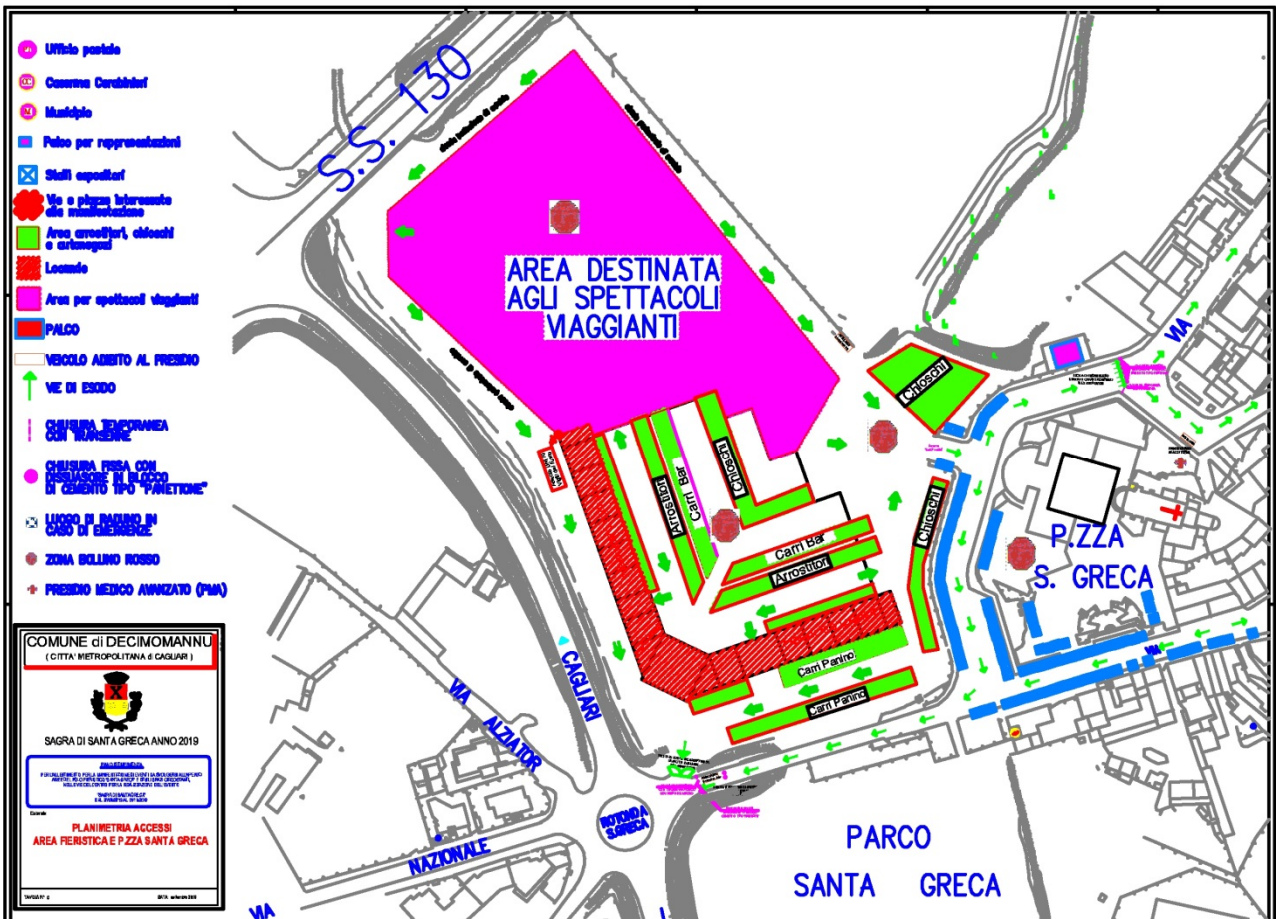 Ufficio postale
Caserma Carabinieri
Municipio
Palco per rappresentazioni
Stalli espositori
Vie e piazze interessate
alla manifestazione
Area arrostitori, chioschi
e autonegozi
Locande
Area per spettacoli viaggianti
PALCO
VEICOLO ADIBITO AL PRESIDIO
VIE DI ESODO
CHIUSURA TEMPORANEA
CON TRANSENNE
CHIUSURA FISSA CON
DISSUASORE IN BLOCCO
DI CEMENTO TIPO "PANETTONE"
LUOGO DI RADUNO IN
CASO DI EMERGENZE
ZONA BOLLINO ROSSO
PRESIDIO MEDICO AVANZATO (PMA)
COMUNE di DECIMOMANNU
( CITTA' METROPOLITANA di CAGLIARI )
SAGRA DI SANTA GRECA ANNO 2019
PLANIMETRIA ACCESSI
AREA FIERISTICA E P.ZZA SANTA GRECA
S.S. 130
AREA DESTINATA
AGLI SPETTACOLI
VIAGGIANTI
Chioschi
VIA
Arrostitori
Carri Bar
Chioschi
Carri Bar
Arrostitori
Chioschi
P.ZZA
S. GRECA
VIA
Carri Panino
Carri Panino
CAGLIARI
VIA ALZIATOR
ROTONDA
S.GRECA
NAZIONALE
VIA
PARCO
SANTA GRECA